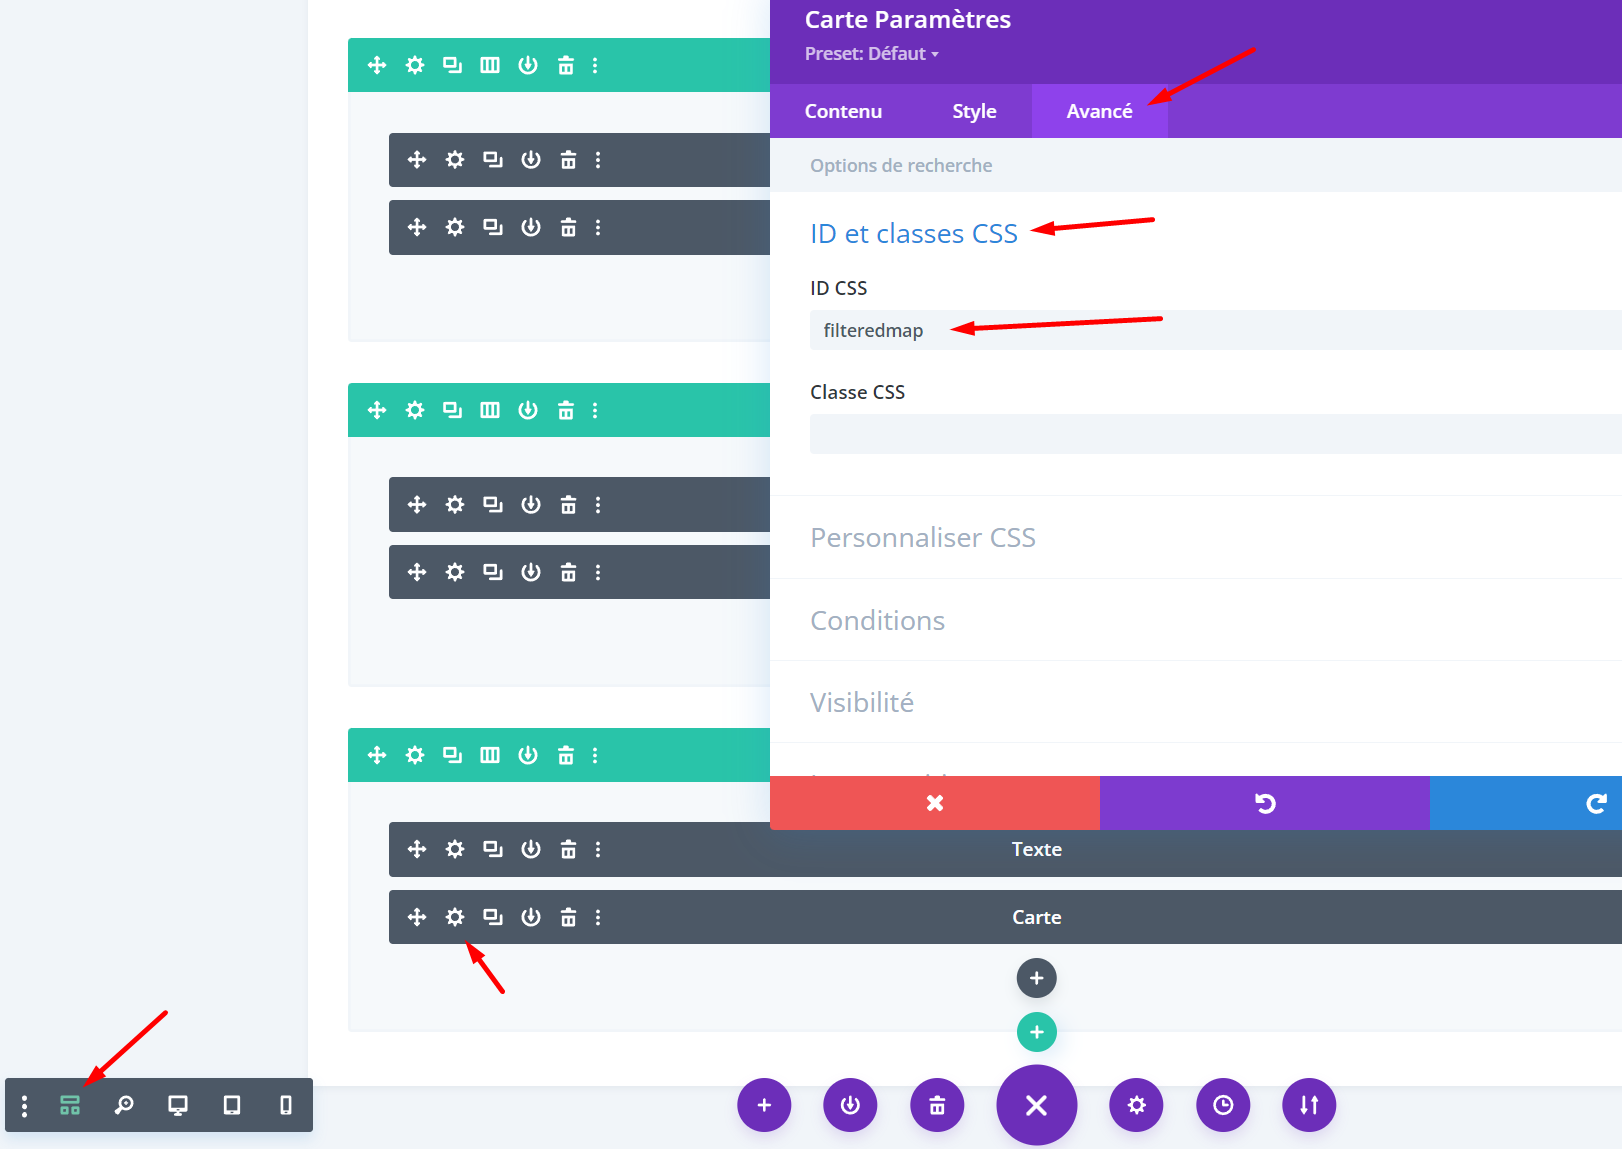 Carte Paramètres
Preset: Défaut
Contenu
Style
Avancé
Options de recherche
ID et classes CSS
ID CSS
filteredmap
Classe CSS
Personnaliser CSS
Conditions
Visibilité
Texte
Carte